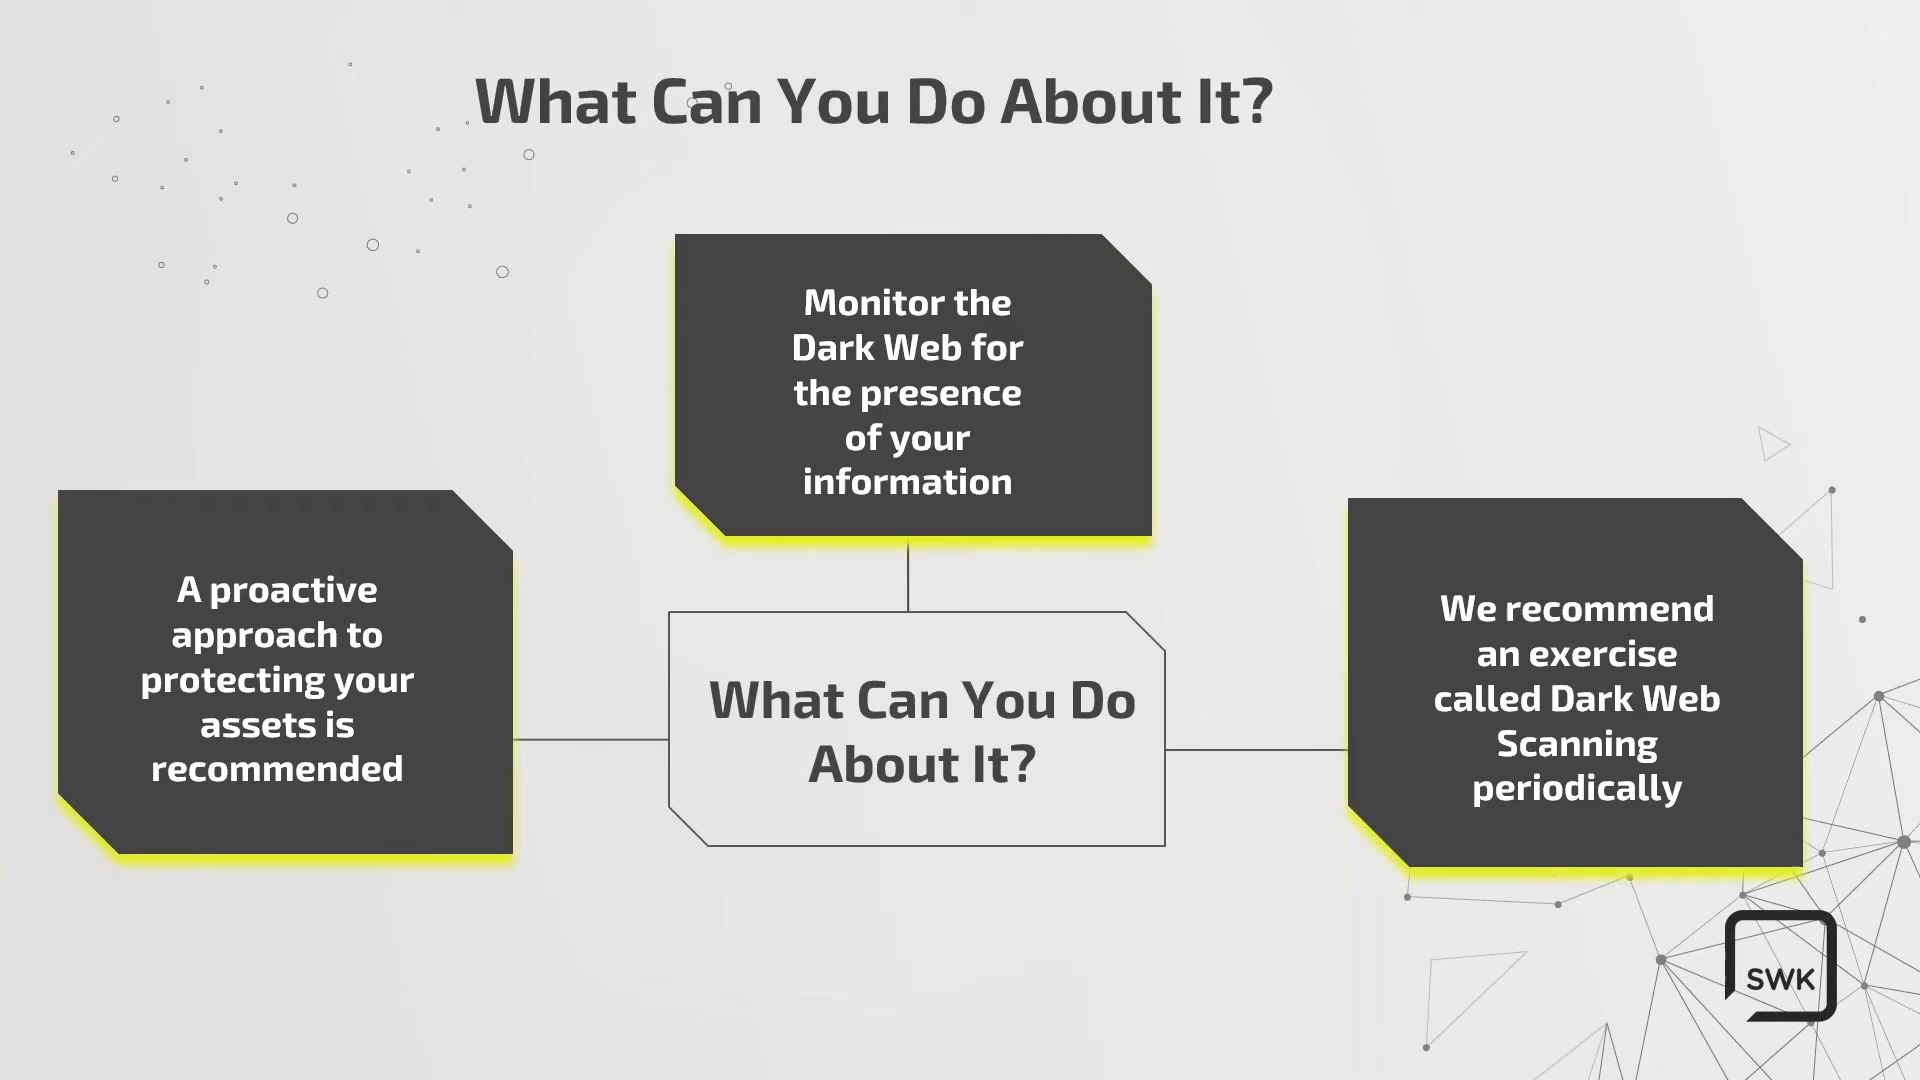 What Can You Do About It?
Monitor the
Dark Web for
the presence
of your
information
A proactive
approach to
protecting your
assets is
recommended
What Can You Do
About It?
We recommend
an exercise
called Dark Web
Scanning
periodically
SWK